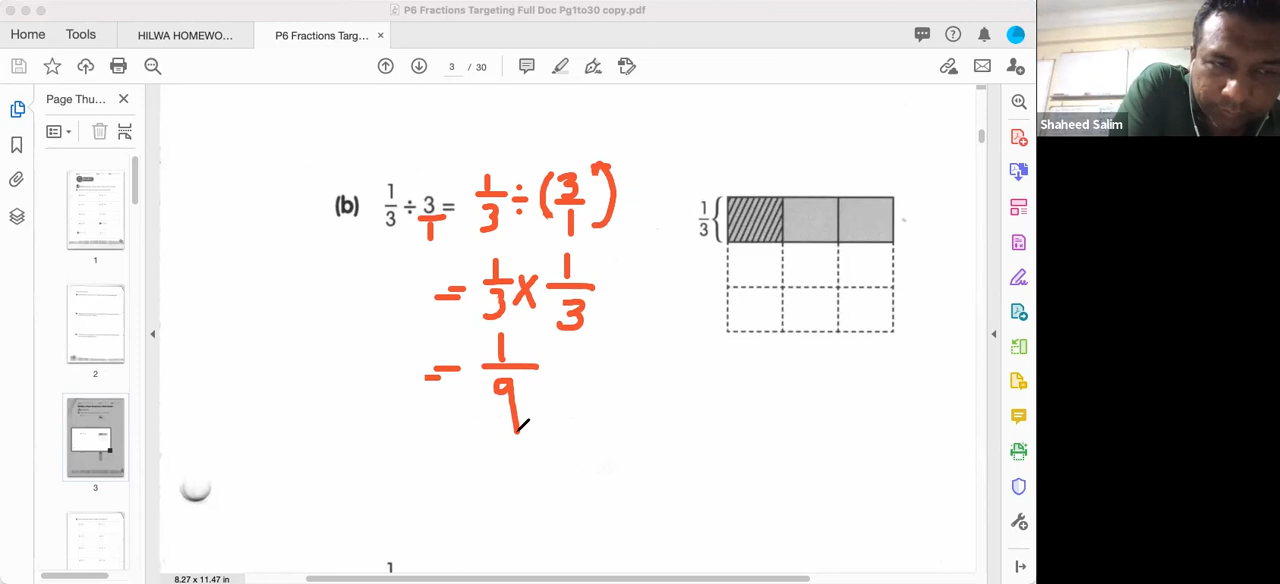 P6 Fractions Targeting Full Doc Pg1to30 copy.pdf
Home Tools HILWA HOMEWO... P6 Fractions Targ... ×
3 / 30
Page Thu... ×
1
2
3
(b) 1/3 ÷ 3/1 = 1/3 ÷ (3/1)
= 1/3 × 1/3
= 1/9
1/3 {
1
8.27 x 11.47 in
Shaheed Salim